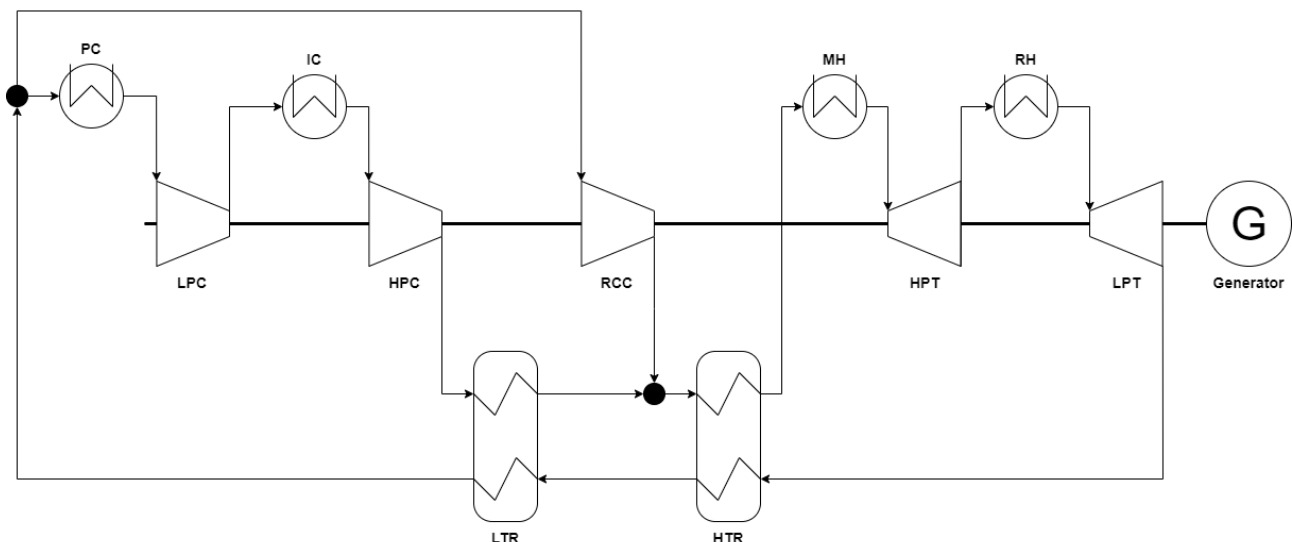 PC
IC
MH
RH
G
LPC
HPC
RCC
HPT
LPT
Generator
LTR
HTR